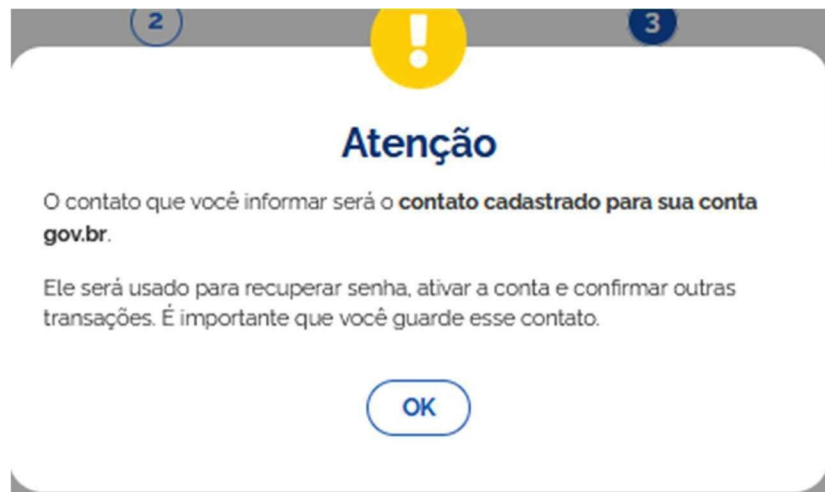 2
3
!
Atenção
O contato que você informar será o contato cadastrado para sua conta
gov.br.
Ele será usado para recuperar senha, ativar a conta e confirmar outras
transações. É importante que você guarde esse contato.
OK